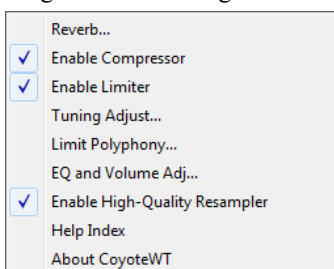 Reverb...
Enable Compressor
Enable Limiter
Tuning Adjust...
Limit Polyphony...
EQ and Volume Adj...
Enable High-Quality Resampler
Help Index
About CoyoteWT